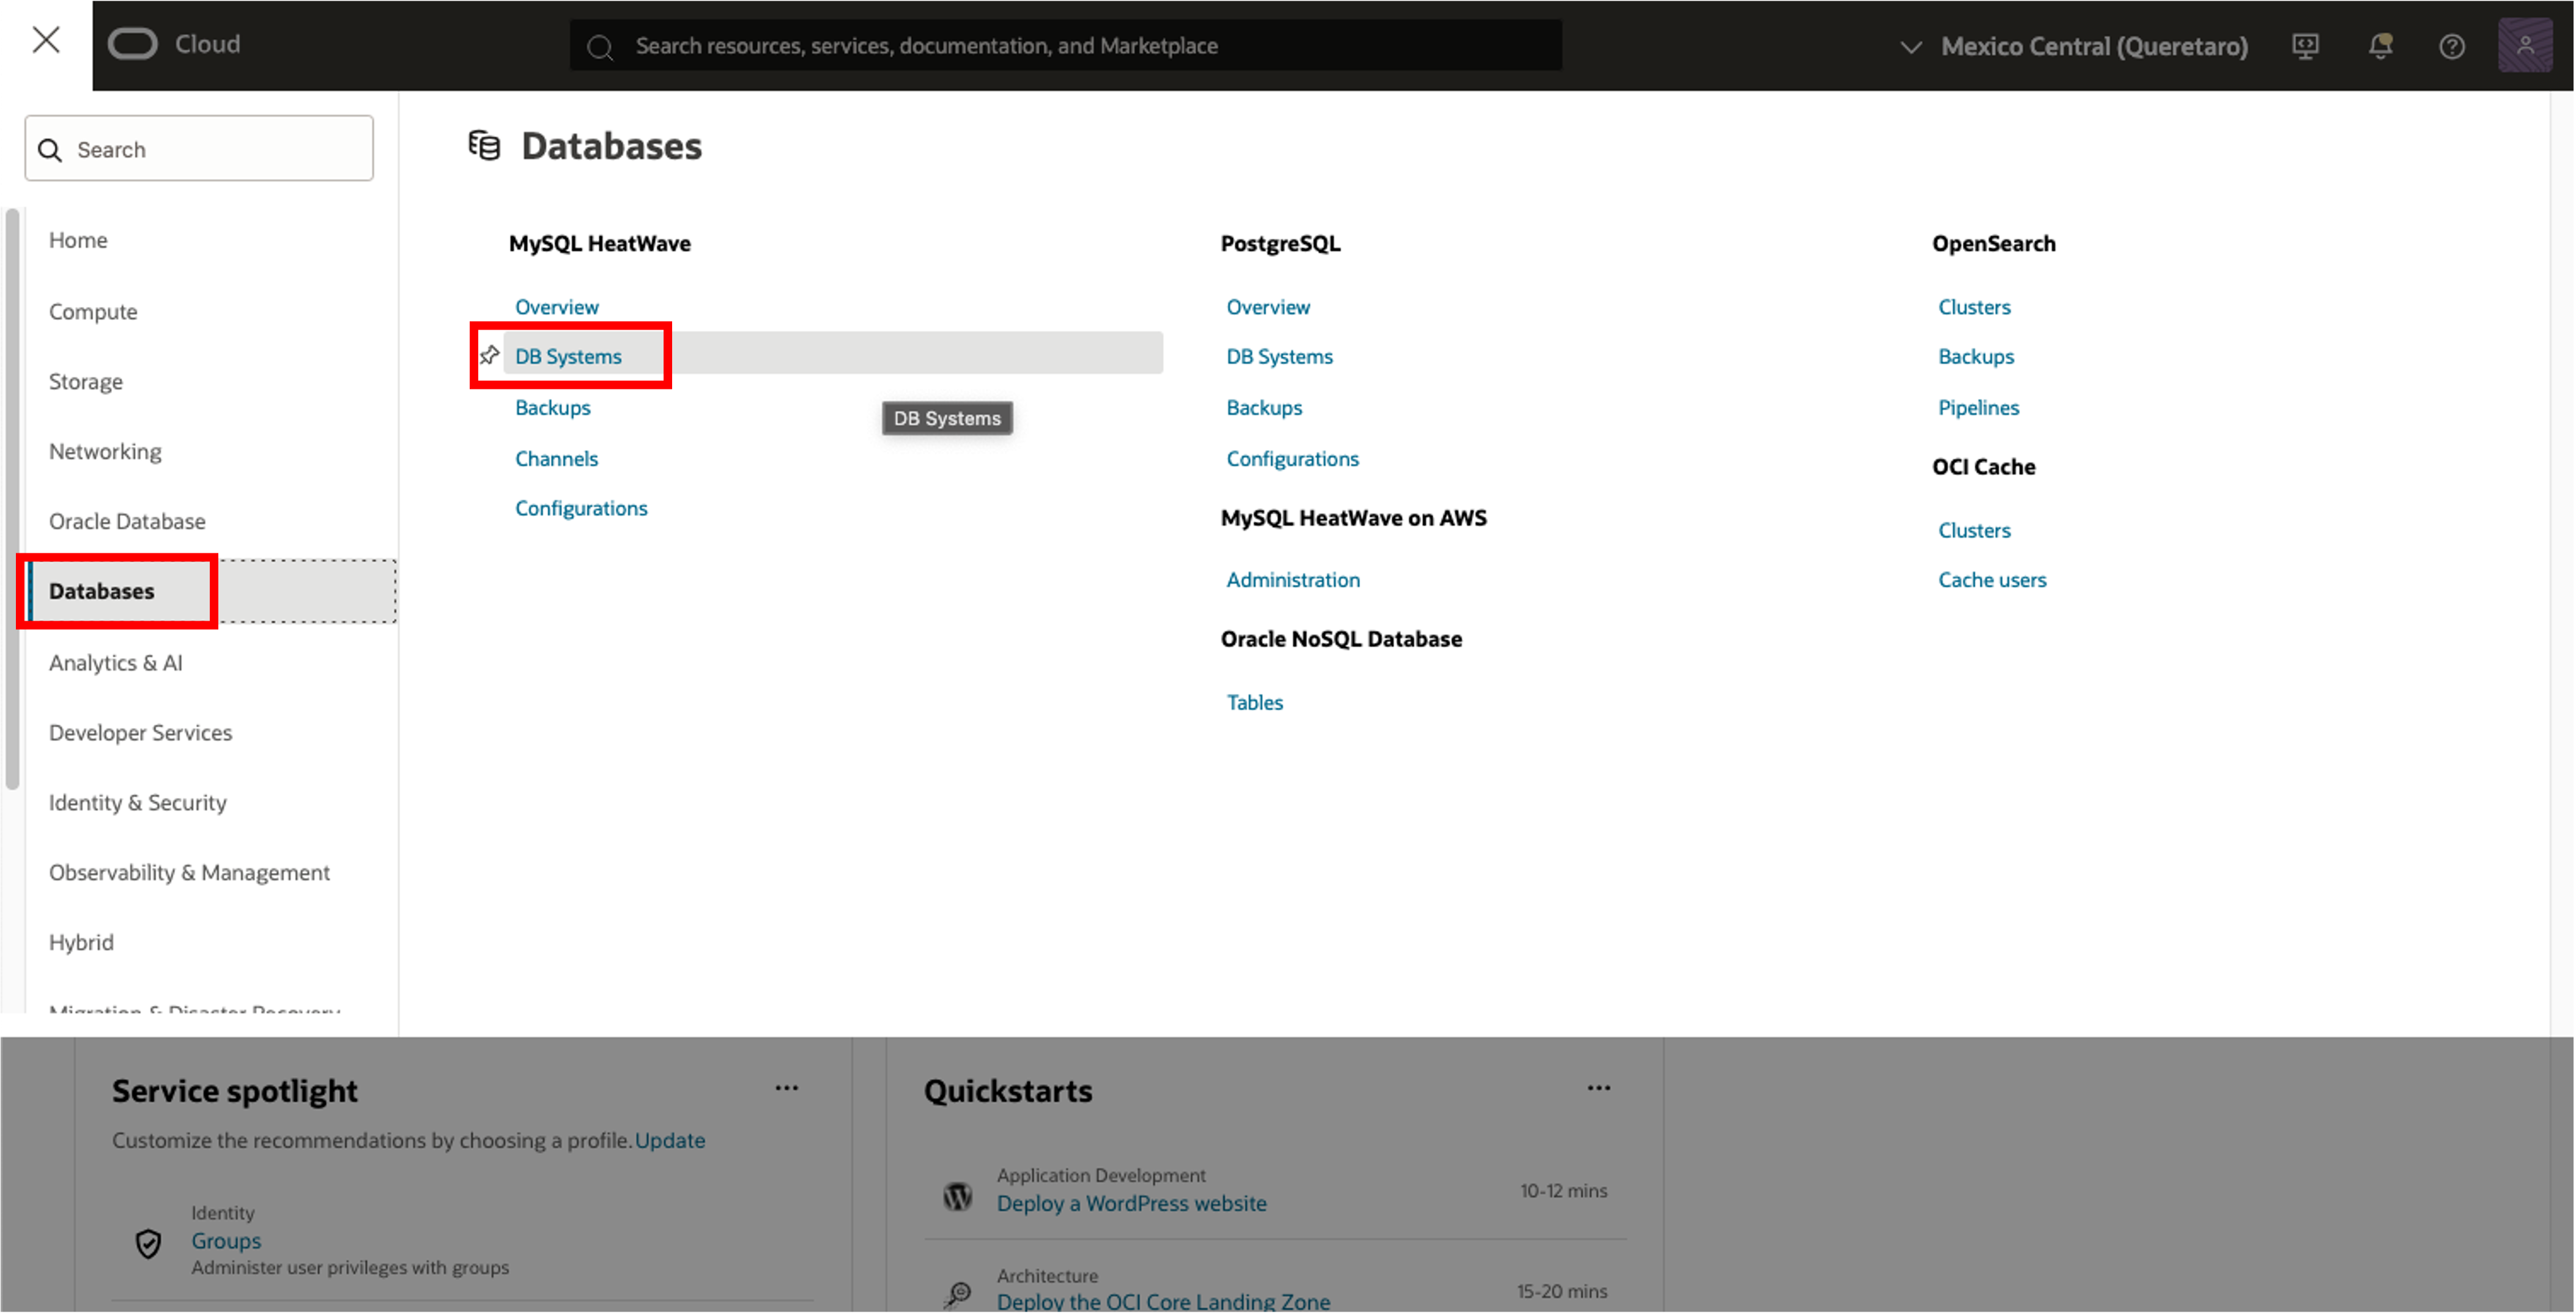 Cloud
Search resources, services, documentation, and Marketplace
Mexico Central (Queretaro)
Search
Home
Compute
Storage
Networking
Oracle Database
Databases
Analytics & AI
Developer Services
Identity & Security
Observability & Management
Hybrid
Migration & Disaster Recovery
Databases
MySQL HeatWave
Overview
DB Systems
DB Systems
Backups
Channels
Configurations
PostgreSQL
Overview
DB Systems
Backups
Configurations
MySQL HeatWave on AWS
Administration
Oracle NoSQL Database
Tables
OpenSearch
Clusters
Backups
Pipelines
OCI Cache
Clusters
Cache users
Service spotlight
Customize the recommendations by choosing a profile. Update
Identity
Groups
Administer user privileges with groups
Quickstarts
Application Development
Deploy a WordPress website
10-12 mins
Architecture
Deploy the OCI Core Landing Zone
15-20 mins